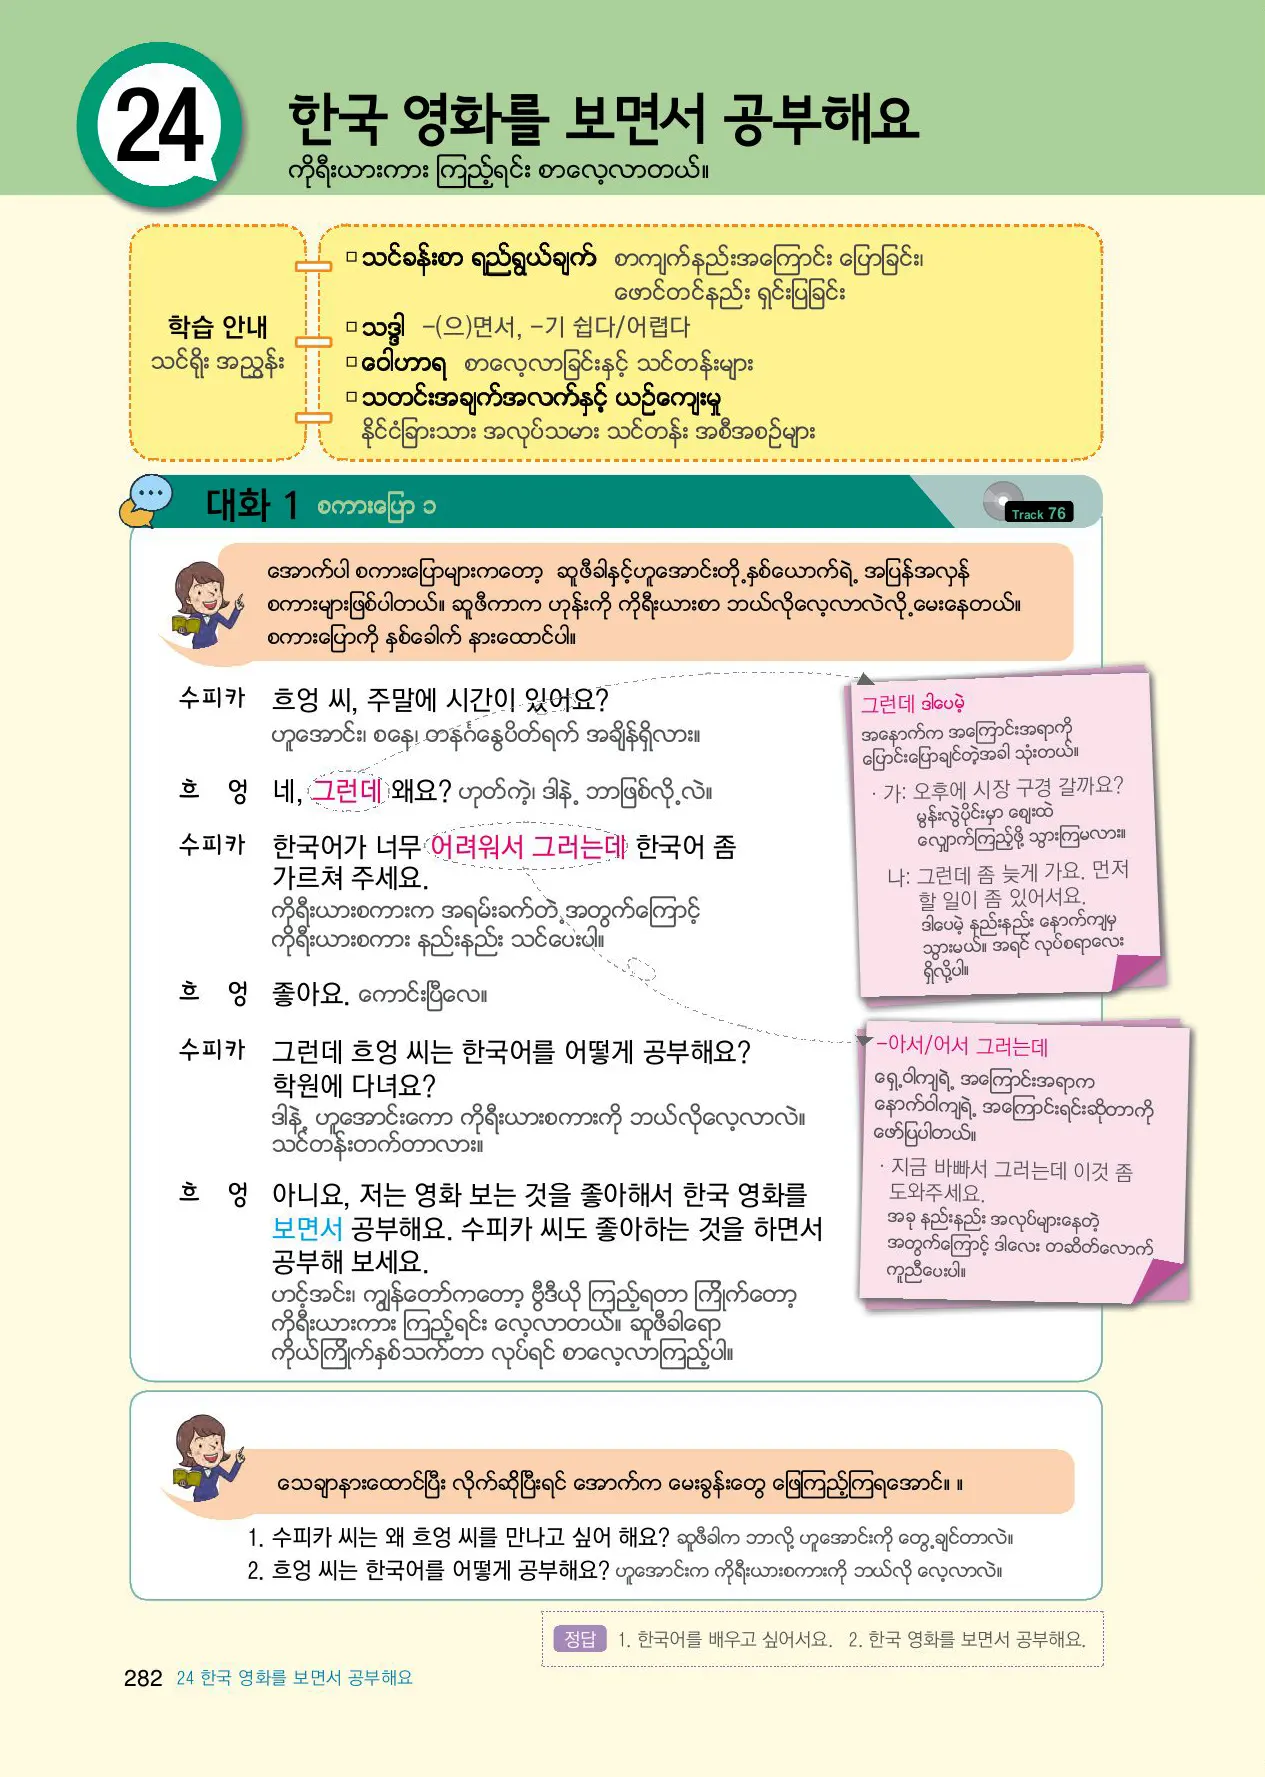 24
한국 영화를 보면서 공부해요
ကိုရီးယားကား ကြည့်ရင်း စာလေ့လာတယ်။
학습 안내
သင်ရိုး အညွှန်း
□ သင်ခန်းစာ ရည်ရွယ်ချက် စာကျက်နည်းအကြောင်း ပြောခြင်း၊
ဖောင်တင်နည်း ရှင်းပြခြင်း
□ သဒ္ဒါ -(으)면서, -기 쉽다/어렵다
□ ဝေါဟာရ စာလေ့လာခြင်းနှင့် သင်တန်းများ
□ သတင်းအချက်အလက်နှင့် ယဉ်ကျေးမှု
နိုင်ငံခြားသား အလုပ်သမား သင်တန်း အစီအစဉ်များ
대화 1 စကားပြော ၁
Track 76
အောက်ပါ စကားပြောများကတော့ ဆူဖီခါနှင့်ဟူအောင်းတို့နှစ်ယောက်ရဲ့ အပြန်အလှန်
စကားများဖြစ်ပါတယ်။ ဆူဖီကာက ဟုန်းကို ကိုရီးယားစာ ဘယ်လိုလေ့လာလဲလို့မေးနေတယ်။
စကားပြောကို နှစ်ခေါက် နားထောင်ပါ။
수피카 흐엉 씨, 주말에 시간이 있어요?
ဟူအောင်း၊ စနေ၊ တနင်္ဂနွေပိတ်ရက် အချိန်ရှိလား။
흐 엉 네, 그런데 왜요? ဟုတ်ကဲ့၊ ဒါနဲ့ ဘာဖြစ်လို့လဲ။
수피카 한국어가 너무 어려워서 그러는데 한국어 좀
가르쳐 주세요.
ကိုရီးယားစကားက အရမ်းခက်တဲ့အတွက်ကြောင့်
ကိုရီးယားစကား နည်းနည်း သင်ပေးပါ။
흐 엉 좋아요. ကောင်းပြီလေ။
수피카 그런데 흐엉 씨는 한국어를 어떻게 공부해요?
학원에 다녀요?
ဒါနဲ့ ဟူအောင်းကော ကိုရီးယားစကားကို ဘယ်လိုလေ့လာလဲ။
သင်တန်းတက်တာလား။
흐 엉 아니요, 저는 영화 보는 것을 좋아해서 한국 영화를
보면서 공부해요. 수피카 씨도 좋아하는 것을 하면서
공부해 보세요.
ဟင့်အင်း၊ ကျွန်တော်ကတော့ ဗွီဒီယို ကြည့်ရတာ ကြိုက်တော့
ကိုရီးယားကား ကြည့်ရင်း လေ့လာတယ်။ ဆူဖီခါရော
ကိုယ်ကြိုက်နှစ်သက်တာ လုပ်ရင် စာလေ့လာကြည့်ပါ။
그런데 ဒါပေမဲ့
အနောက်က အကြောင်းအရာကို
ပြောင်းပြောချင်တဲ့အခါ သုံးတယ်။
· 가: 오후에 시장 구경 갈까요?
မွန်းလွဲပိုင်းမှာ ဈေးထဲ
လျှောက်ကြည့်ဖို့ သွားကြမလား။
나: 그런데 좀 늦게 가요. 먼저
할 일이 좀 있어서요.
ဒါပေမဲ့ နည်းနည်း နောက်ကျမှ
သွားမယ်။ အရင် လုပ်စရာလေး
ရှိလို့ပါ။
-아서/어서 그러는데
ရှေ့ဝါကျရဲ့ အကြောင်းအရာက
နောက်ဝါကျရဲ့ အကြောင်းရင်းဆိုတာကို
ဖော်ပြပါတယ်။
· 지금 바빠서 그러는데 이것 좀
도와주세요.
အခု နည်းနည်း အလုပ်များနေတဲ့
အတွက်ကြောင့် ဒါလေး တဆိတ်လောက်
ကူညီပေးပါ။
သေချာနားထောင်ပြီး လိုက်ဆိုပြီးရင် အောက်က မေးခွန်းတွေ ဖြေကြည့်ကြရအောင်။ ။
1. 수피카 씨는 왜 흐엉 씨를 만나고 싶어 해요? ဆူဖီခါက ဘာလို့ ဟူအောင်းကို တွေ့ချင်တာလဲ။
2. 흐엉 씨는 한국어를 어떻게 공부해요? ဟူအောင်းက ကိုရီးယားစကားကို ဘယ်လို လေ့လာလဲ။
정답 1. 한국어를 배우고 싶어서요. 2. 한국 영화를 보면서 공부해요.
282 24 한국 영화를 보면서 공부해요